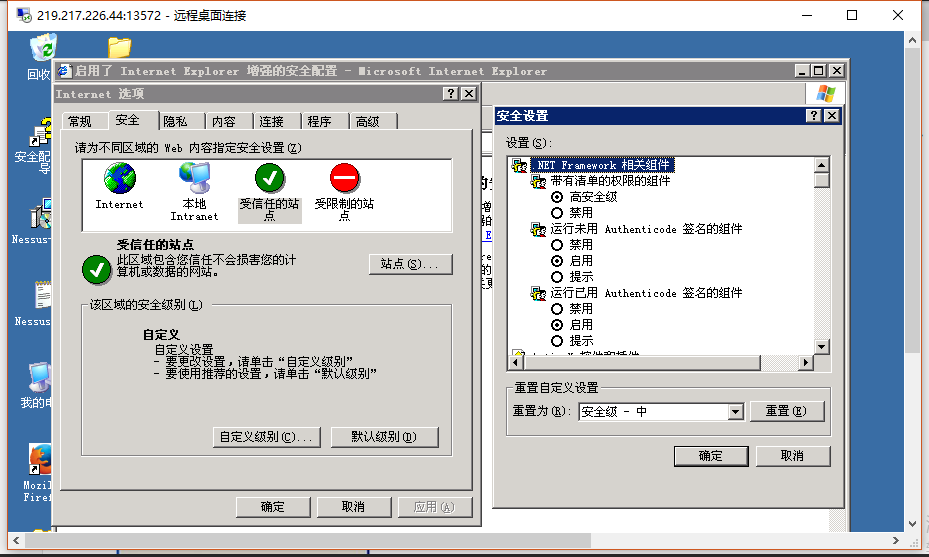 219.217.226.44:13572 - 远程桌面连接
回收
启用了 Internet Explorer 增强的安全配置 - Microsoft Internet Explorer
Internet 选项
常规 安全 隐私 内容 连接 程序 高级
请为不同区域的 Web 内容指定安全设置(Z)
Internet
本地
Intranet
受信任的站
点
受限制的站
点
受信任的站点
此区域包含您信任不会损害您的计
算机或数据的网站。
站点(S)...
该区域的安全级别(L)
自定义
自定义设置
- 要更改设置,请单击“自定义级别”
- 要使用推荐的设置,请单击“默认级别”
自定义级别(C)...
默认级别(D)
确定
取消
应用(A)
安全设置
设置(S):
.NET Framework 相关组件
带有清单的权限的组件
高安全级
禁用
运行未用 Authenticode 签名的组件
禁用
启用
提示
运行已用 Authenticode 签名的组件
禁用
启用
提示
ActiveX 控件和插件
重置自定义设置
重置为(R):
安全级 - 中
重置(E)
确定
取消
安全配
导
Nessus
Nessus
我的电
Mozil
Firef